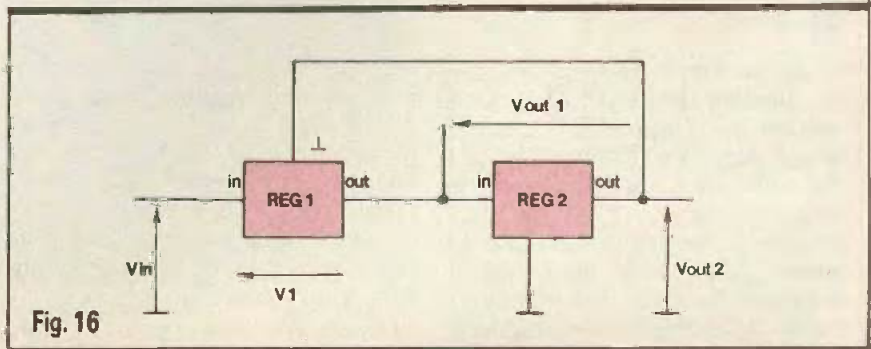 Vout 1
⊥
in
REG 1
out
in
REG 2
out
Vin
V1
Vout 2
Fig. 16